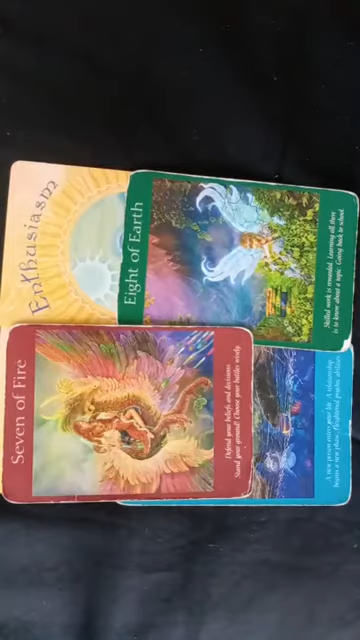 Enthusiasm
Eight of Earth
Skilled work is rewarded. Learning all there
is to know about a topic. Going back to school.
Seven of Fire
Defend your beliefs and decisions.
Stand your ground! Choose your battles wisely.
A new person enters your life. A relationship
begins a new phase. Heightened psychic abilities.